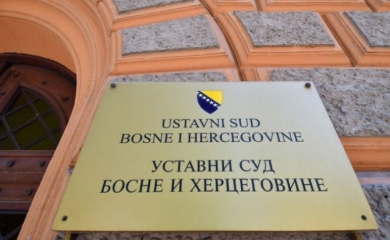 USTAVNI SUD
BOSNE I HERCEGOVINE
УСТАВНИ СУД
БОСНЕ И ХЕРЦЕГОВИНЕ